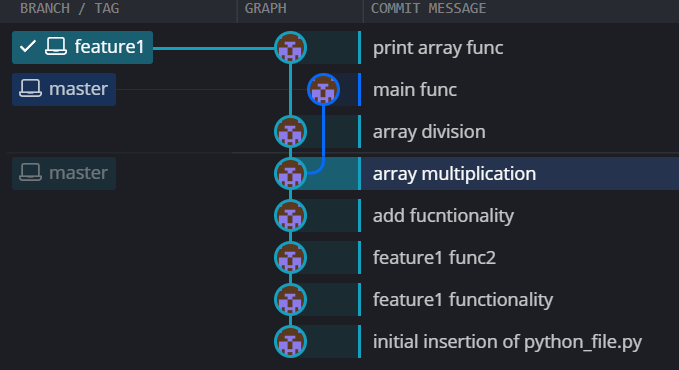 BRANCH / TAG GRAPH COMMIT MESSAGE
feature1 print array func
master main func
array division
master array multiplication
add fucntionality
feature1 func2
feature1 functionality
initial insertion of python_file.py